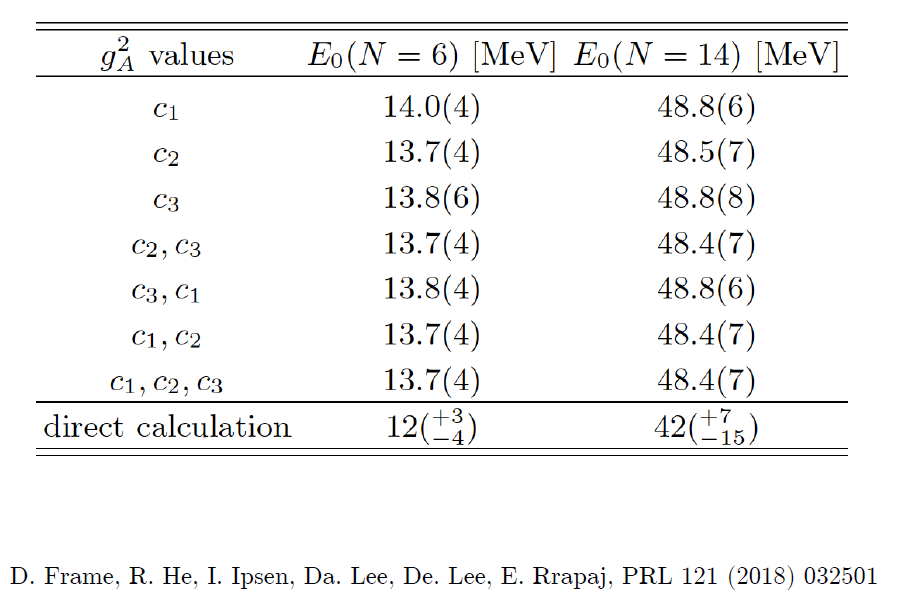 g_A^2 values E_0(N = 6) [MeV] E_0(N = 14) [MeV]
c_1 14.0(4) 48.8(6)
c_2 13.7(4) 48.5(7)
c_3 13.8(6) 48.8(8)
c_2, c_3 13.7(4) 48.4(7)
c_3, c_1 13.8(4) 48.8(6)
c_1, c_2 13.7(4) 48.4(7)
c_1, c_2, c_3 13.7(4) 48.4(7)
direct calculation 12(^{+3}_{-4}) 42(^{+7}_{-15})
D. Frame, R. He, I. Ipsen, Da. Lee, De. Lee, E. Rrapaj, PRL 121 (2018) 032501